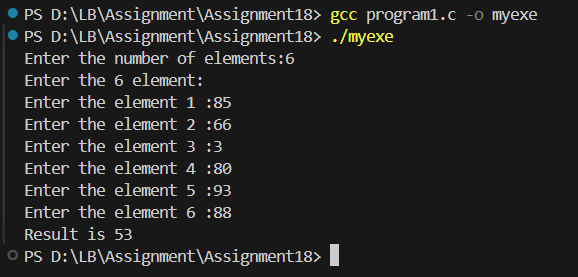 PS D:\LB\Assignment\Assignment18> gcc program1.c -o myexe
PS D:\LB\Assignment\Assignment18> ./myexe
Enter the number of elements:6
Enter the 6 element:
Enter the element 1 :85
Enter the element 2 :66
Enter the element 3 :3
Enter the element 4 :80
Enter the element 5 :93
Enter the element 6 :88
Result is 53
PS D:\LB\Assignment\Assignment18>